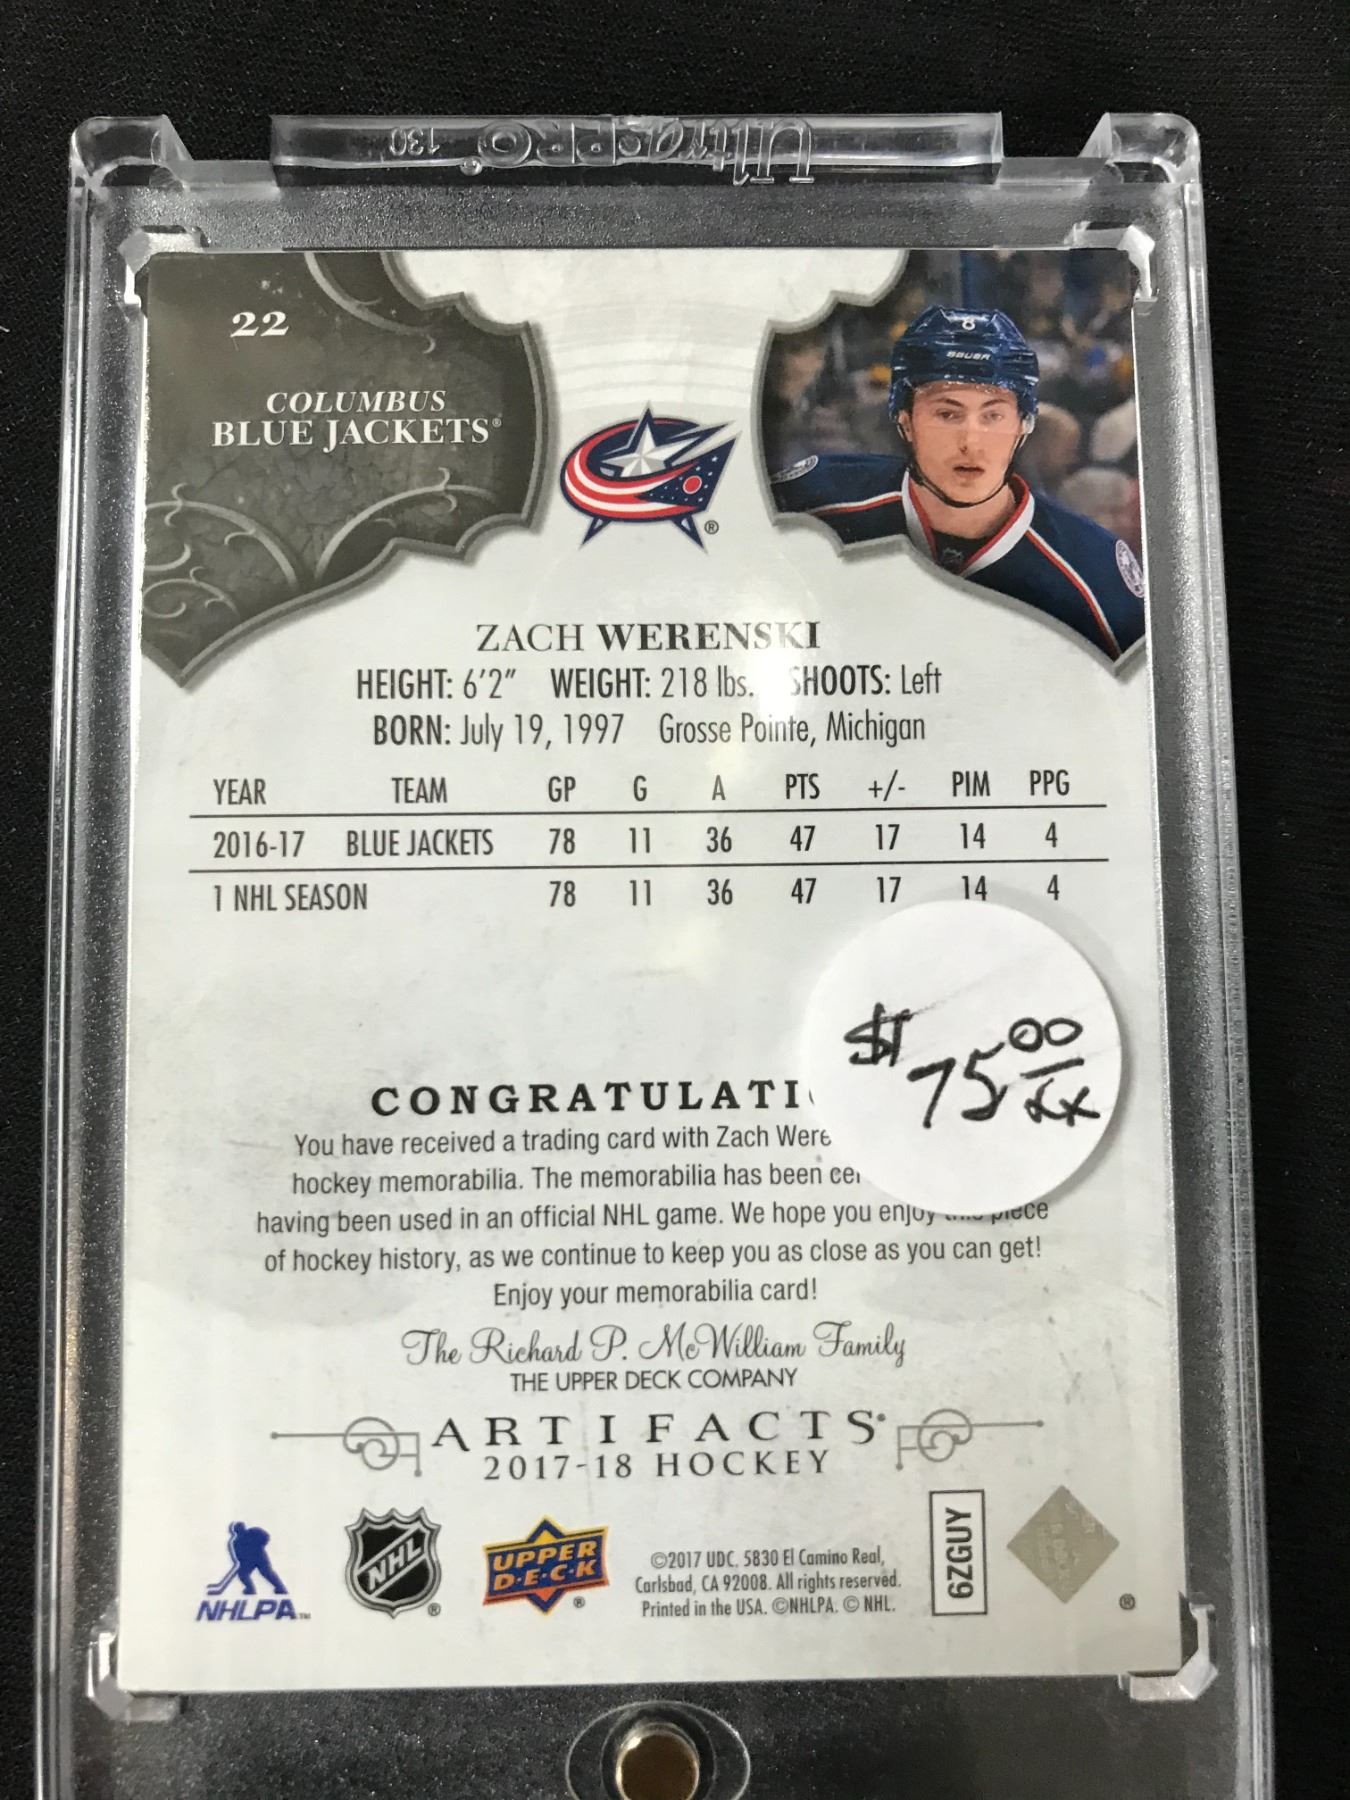 UltraPRO® 130
22
COLUMBUS
BLUE JACKETS®
8
BAUER
®
ZACH WERENSKI
HEIGHT: 6'2" WEIGHT: 218 lbs. SHOOTS: Left
BORN: July 19, 1997 Grosse Pointe, Michigan
YEAR TEAM GP G A PTS +/- PIM PPG
2016-17 BLUE JACKETS 78 11 36 47 17 14 4
1 NHL SEASON 78 11 36 47 17 14 4
$75.00
CONGRATULATI
You have received a trading card with Zach Were
hockey memorabilia. The memorabilia has been cer
having been used in an official NHL game. We hope you enjoy this piece
of hockey history, as we continue to keep you as close as you can get!
Enjoy your memorabilia card!
The Richard P. McWilliam Family
THE UPPER DECK COMPANY
ARTIFACTS®
2017-18 HOCKEY
NHLPA™
NHL ®
UPPER
D·E·C·K ®
©2017 UDC. 5830 El Camino Real,
Carlsbad, CA 92008. All rights reserved.
Printed in the USA. ©NHLPA. © NHL.
6ZGUY
®